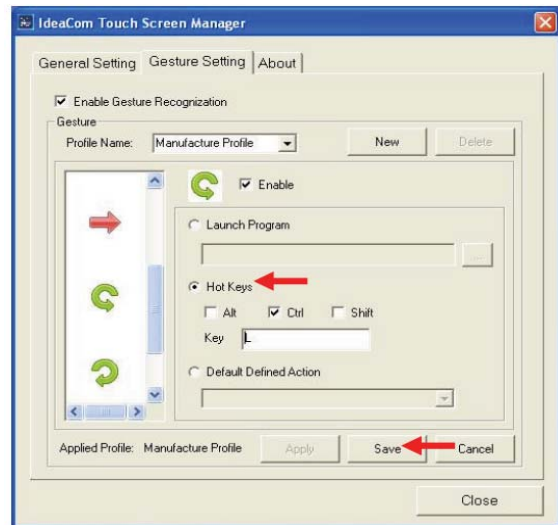 IdeaCom Touch Screen Manager
General Setting Gesture Setting About
Enable Gesture Recognization
Gesture
Profile Name: Manufacture Profile New Delete
Enable
Launch Program
...
Hot Keys
Alt Ctrl Shift
Key L
Default Defined Action
Applied Profile: Manufacture Profile Apply Save Cancel
Close